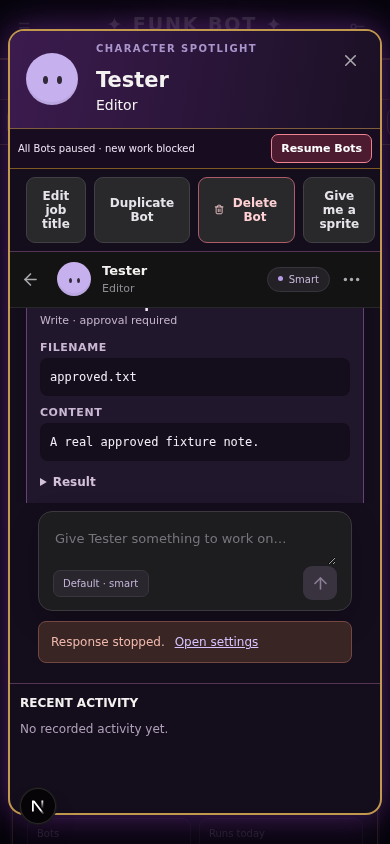 ✦ FUNK BOT ✦
CHARACTER SPOTLIGHT
Tester
Editor
All Bots paused · new work blocked
Resume Bots
Edit
job
title
Duplicate
Bot
Delete
Bot
Give
me a
sprite
Tester
Editor
Smart
Write · approval required
FILENAME
approved.txt
CONTENT
A real approved fixture note.
Result
Give Tester something to work on...
Default · smart
Response stopped. Open settings
RECENT ACTIVITY
No recorded activity yet.
N
Bots
Runs today